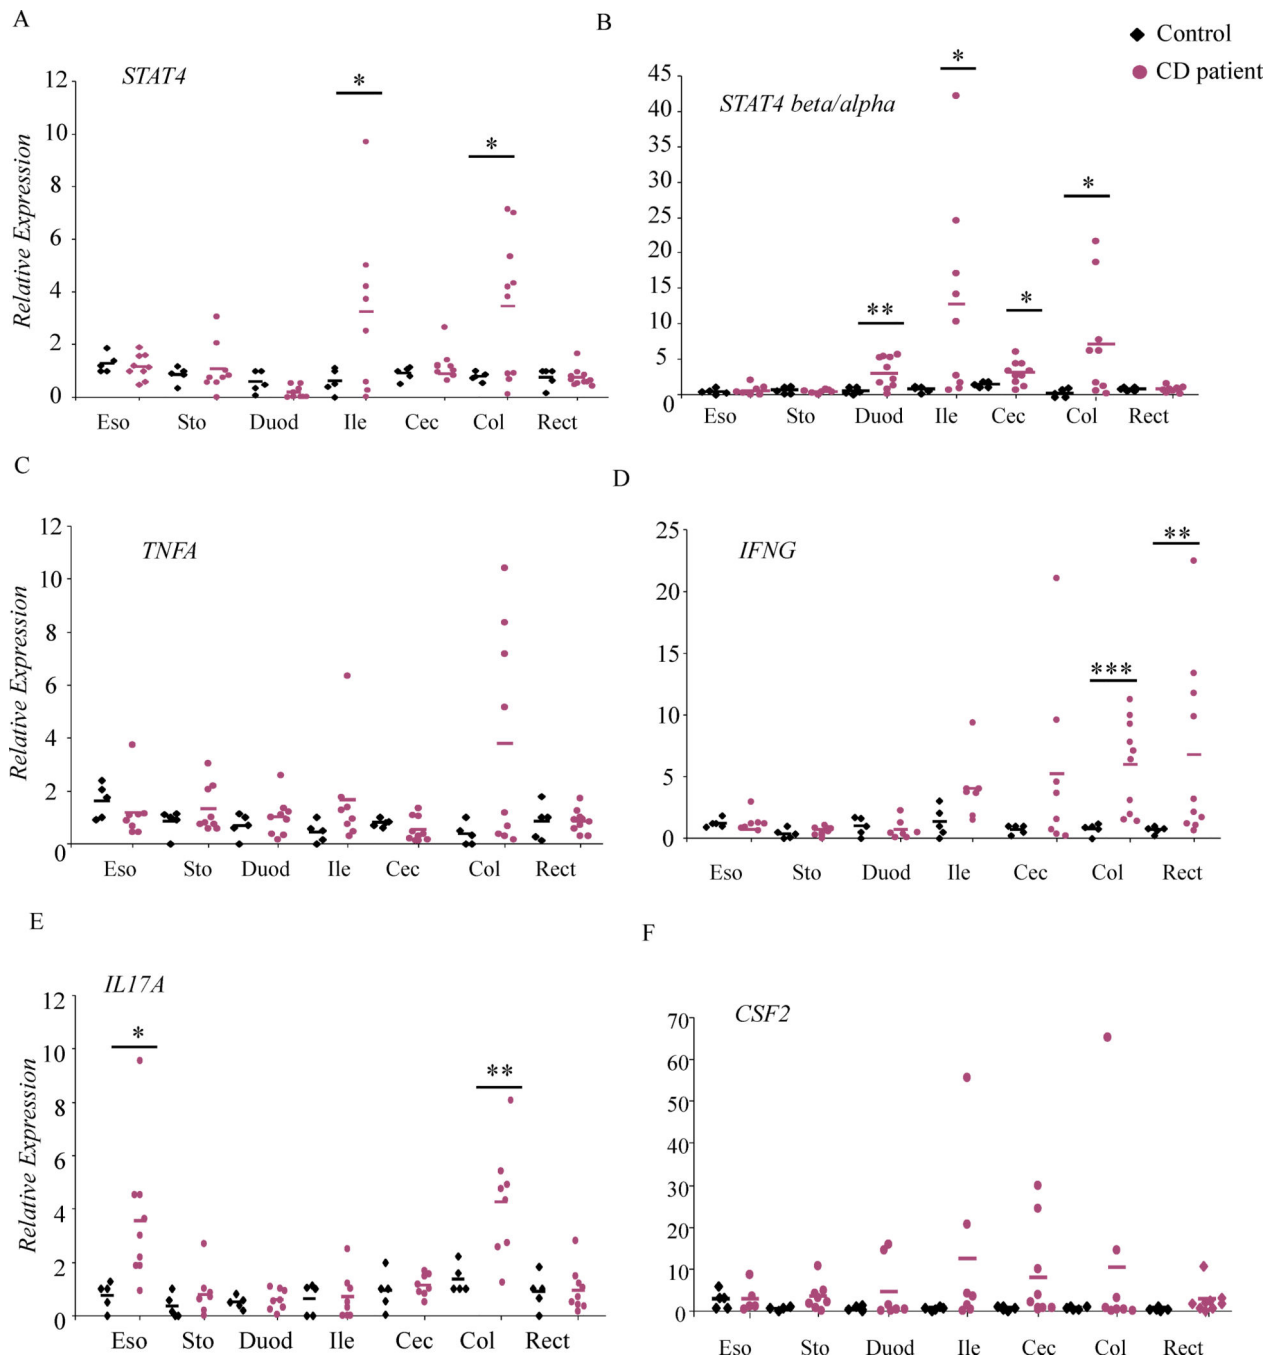 A
B
Control
CD patient
STAT4
*
*
12
10
8
6
4
2
0
Relative Expression
Eso Sto Duod Ile Cec Col Rect
STAT4 beta/alpha
**
*
*
*
45
40
35
30
25
20
15
10
5
0
Eso Sto Duod Ile Cec Col Rect
C
D
TNFA
12
10
8
6
4
2
0
Relative Expression
Eso Sto Duod Ile Cec Col Rect
IFNG
***
**
25
20
15
10
5
0
Eso Sto Duod Ile Cec Col Rect
E
F
IL17A
*
**
12
10
8
6
4
2
0
Relative Expression
Eso Sto Duod Ile Cec Col Rect
CSF2
70
60
50
40
30
20
10
0
Eso Sto Duod Ile Cec Col Rect